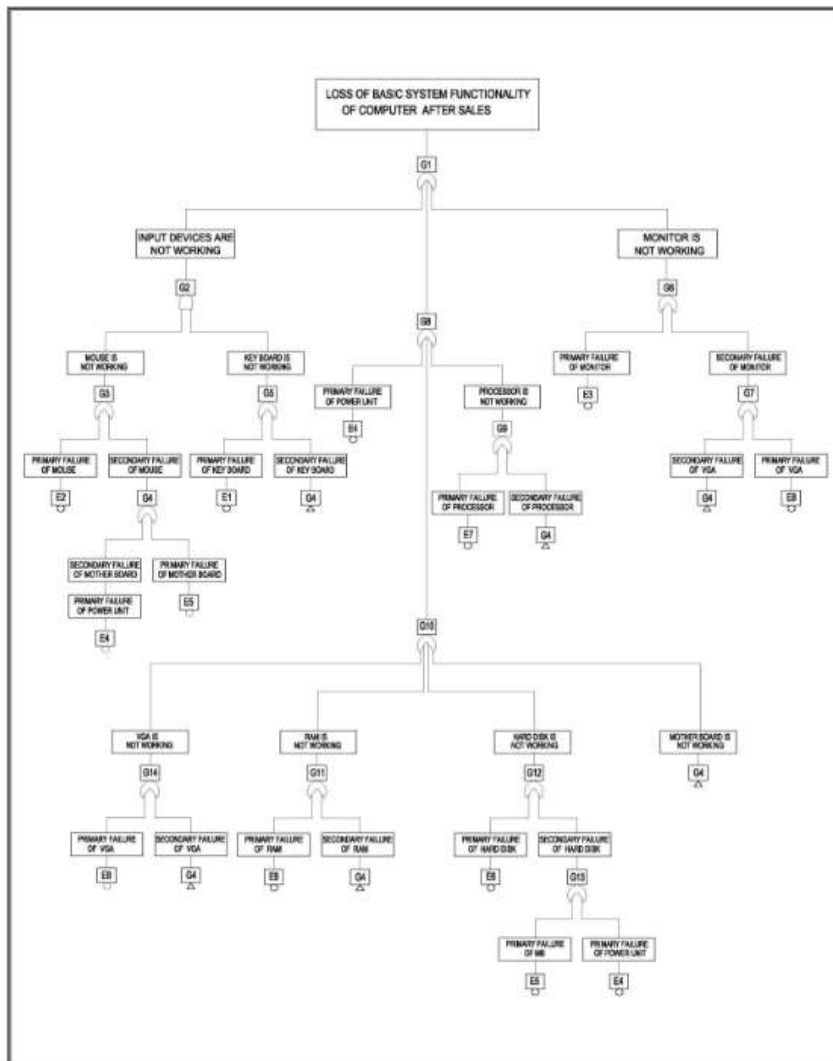 LOSS OF BASIC SYSTEM FUNCTIONALITY
OF COMPUTER AFTER SALES
G1
INPUT DEVICES ARE
NOT WORKING
MONITOR IS
NOT WORKING
G2
G6
G8
MOUSE IS
NOT WORKING
KEY BOARD IS
NOT WORKING
PRIMARY FAILURE
OF MONITOR
SECONARY FAILURE
OF MONITOR
G3
G5
PRIMARY FAILURE
OF POWER UNIT
PROCESSOR IS
NOT WORKING
E3
G7
E4
G9
PRIMARY FAILURE
OF MOUSE
SECONDARY FAILURE
OF MOUSE
PRIMARY FAILURE
OF KEY BOARD
SECONDARY FAILURE
OF KEY BOARD
SECONDARY FAILURE
OF VGA
PRIMARY FAILURE
OF VGA
E2
G4
E1
G4
PRIMARY FAILURE
OF PROCESSOR
SECONDARY FAILURE
OF PROCESSOR
G4
E8
E7
G4
SECONDARY FAILURE
OF MOTHER BOARD
PRIMARY FAILURE
OF MOTHER BOARD
PRIMARY FAILURE
OF POWER UNIT
E5
E4
G10
VGA IS
NOT WORKING
RAM IS
NOT WORKING
HARD DISK IS
NOT WORKING
MOTHER BOARD IS
NOT WORKING
G14
G11
G12
G4
PRIMARY FAILURE
OF VGA
SECONDARY FAILURE
OF VGA
PRIMARY FAILURE
OF RAM
SECONDARY FAILURE
OF RAM
PRIMARY FAILURE
OF HARD DISK
SECONDARY FAILURE
OF HARD DISK
E8
G4
G4
E6
G13
PRIMARY FAILURE
OF MB
PRIMARY FAILURE
OF POWER UNIT
E5
E4